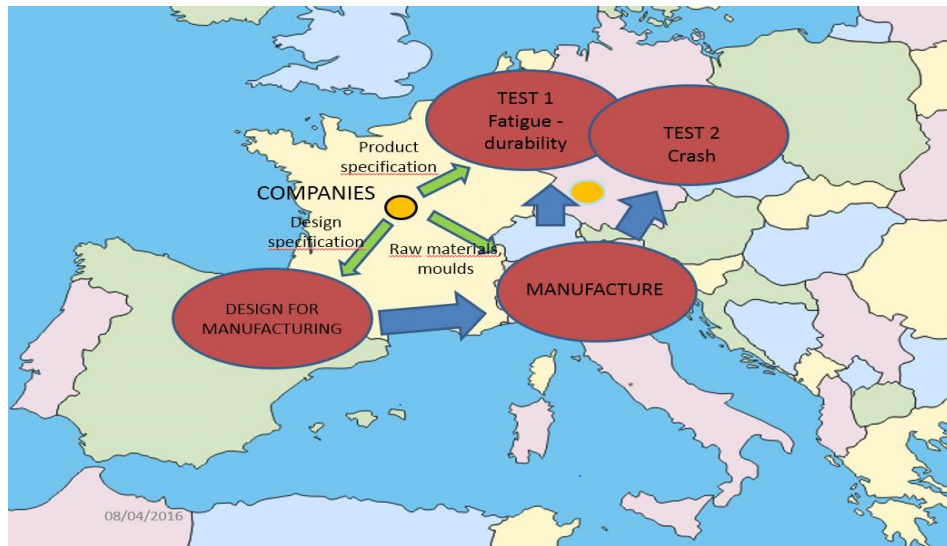 TEST 1
Fatigue -
durability
TEST 2
Crash
Product
specification
COMPANIES
Design
specification
Raw materials,
moulds
DESIGN FOR
MANUFACTURING
MANUFACTURE
08/04/2016